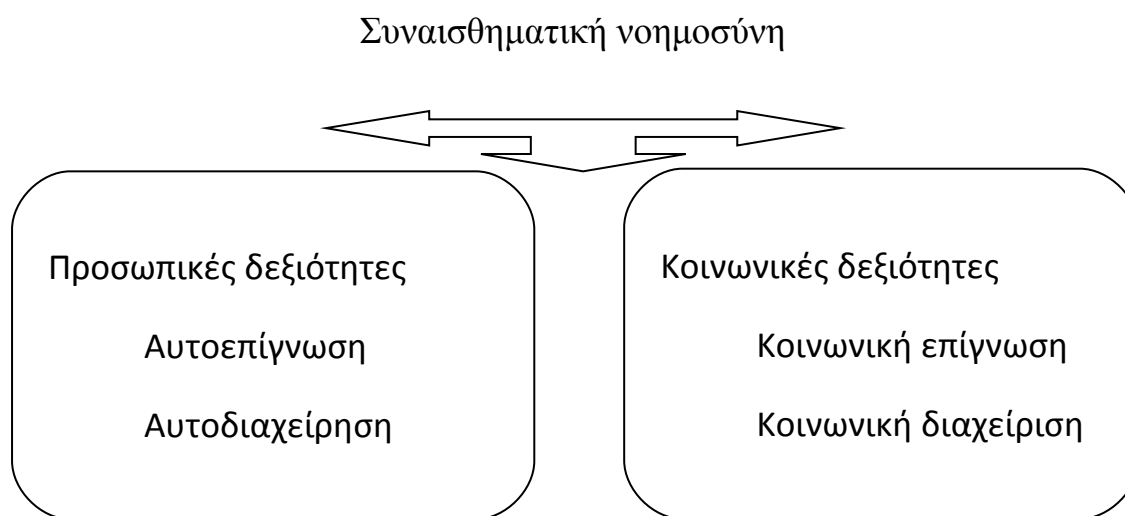 Συναισθηματική νοημοσύνη
Προσωπικές δεξιότητες
Αυτοεπίγνωση
Αυτοδιαχείρηση
Κοινωνικές δεξιότητες
Κοινωνική επίγνωση
Κοινωνική διαχείριση